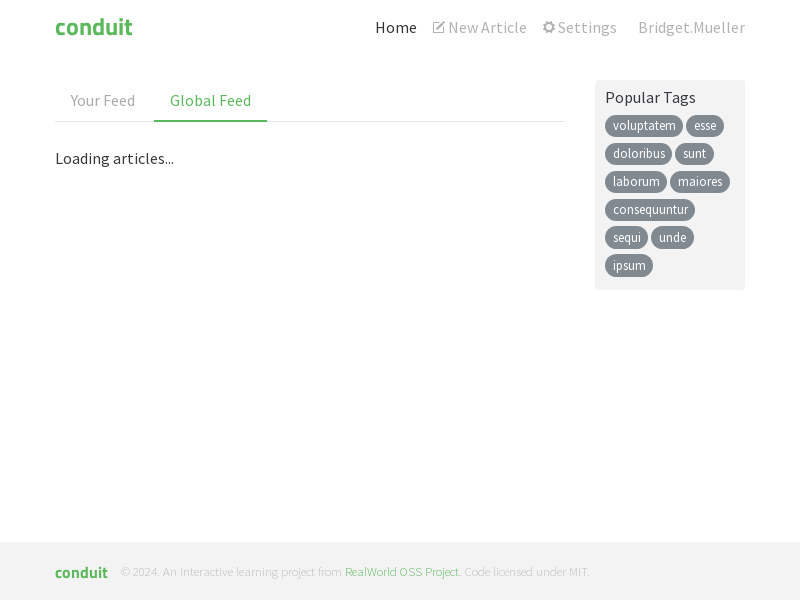 conduit
Home New Article Settings Bridget.Mueller
Your Feed Global Feed
Loading articles...
Popular Tags
voluptatem esse
doloribus sunt
laborum maiores
consequuntur
sequi unde
ipsum
conduit © 2024. An interactive learning project from RealWorld OSS Project. Code licensed under MIT.